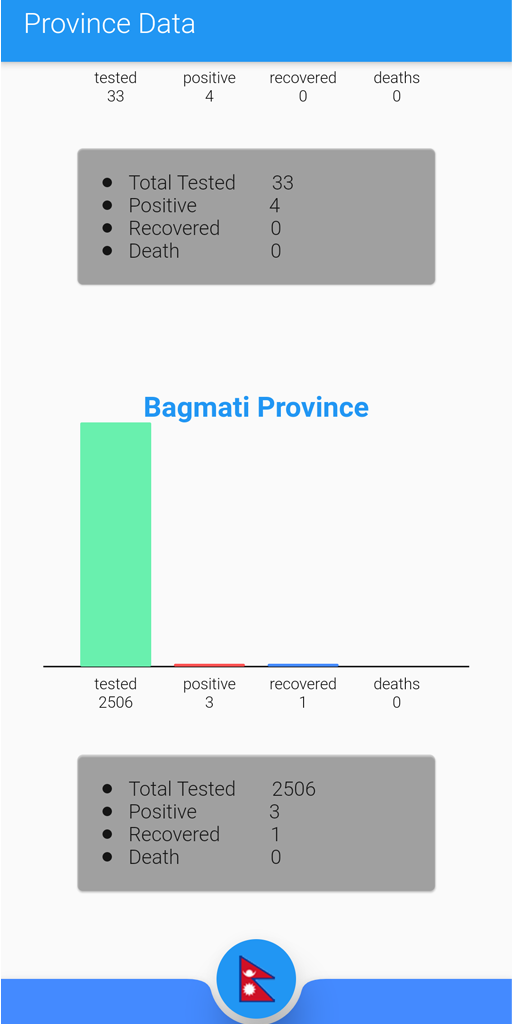 Province Data
tested positive recovered deaths
33 4 0 0
Total Tested 33
Positive 4
Recovered 0
Death 0
Bagmati Province
tested positive recovered deaths
2506 3 1 0
Total Tested 2506
Positive 3
Recovered 1
Death 0